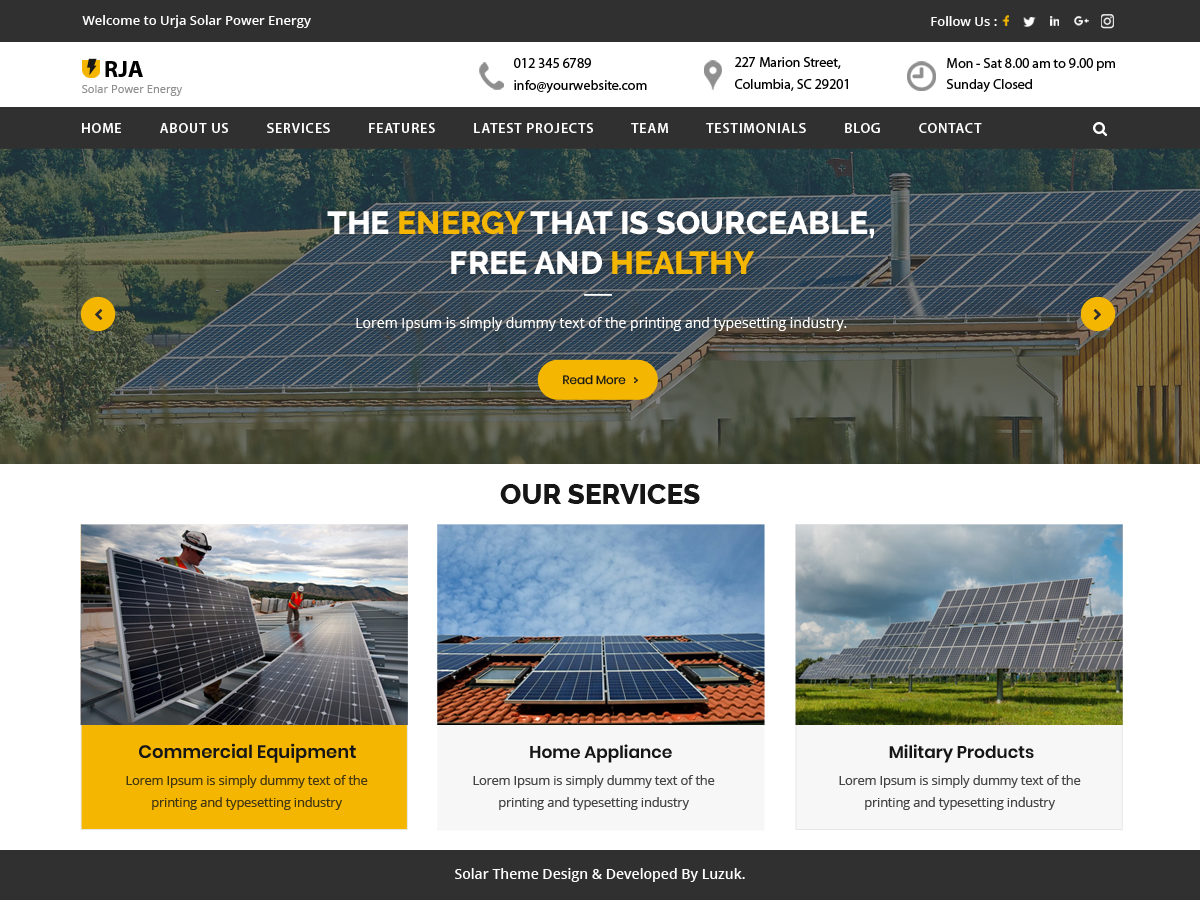 Welcome to Urja Solar Power Energy
Follow Us :
RJA
Solar Power Energy
012 345 6789
info@yourwebsite.com
227 Marion Street,
Columbia, SC 29201
Mon - Sat 8.00 am to 9.00 pm
Sunday Closed
HOME ABOUT US SERVICES FEATURES LATEST PROJECTS TEAM TESTIMONIALS BLOG CONTACT
THE ENERGY THAT IS SOURCEABLE,
FREE AND HEALTHY
Lorem Ipsum is simply dummy text of the printing and typesetting industry.
Read More
OUR SERVICES
Commercial Equipment
Lorem Ipsum is simply dummy text of the
printing and typesetting industry
Home Appliance
Lorem Ipsum is simply dummy text of the
printing and typesetting industry
Military Products
Lorem Ipsum is simply dummy text of the
printing and typesetting industry
Solar Theme Design & Developed By Luzuk.